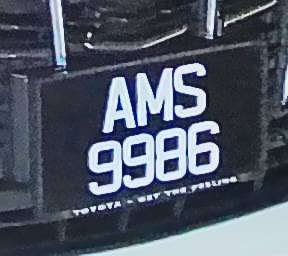 AMS
9986
TOYOTA - GET THE FEELING